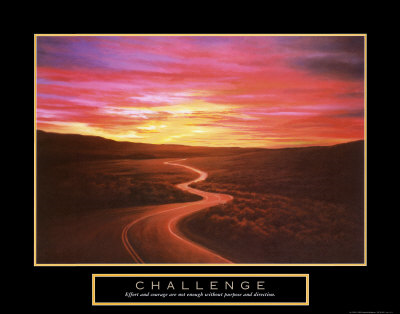 CHALLENGE
Effort and courage are not enough without purpose and direction.